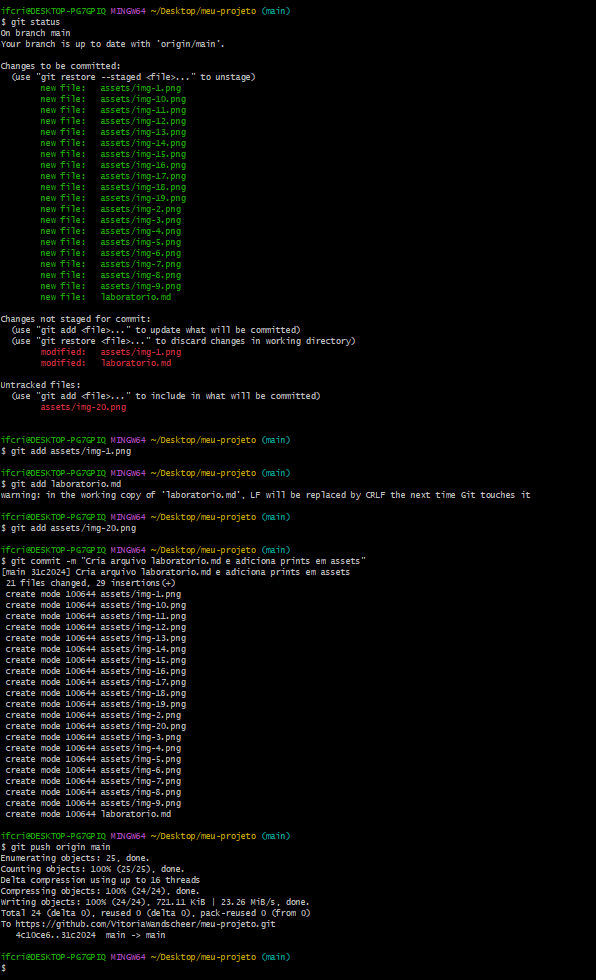 ifcri@DESKTOP-PG7GPIQ MINGW64 ~/Desktop/meu-projeto (main)
$ git status
On branch main
Your branch is up to date with 'origin/main'.
Changes to be committed:
  (use "git restore --staged <file>..." to unstage)
        new file:   assets/img-1.png
        new file:   assets/img-10.png
        new file:   assets/img-11.png
        new file:   assets/img-12.png
        new file:   assets/img-13.png
        new file:   assets/img-14.png
        new file:   assets/img-15.png
        new file:   assets/img-16.png
        new file:   assets/img-17.png
        new file:   assets/img-18.png
        new file:   assets/img-19.png
        new file:   assets/img-2.png
        new file:   assets/img-3.png
        new file:   assets/img-4.png
        new file:   assets/img-5.png
        new file:   assets/img-6.png
        new file:   assets/img-7.png
        new file:   assets/img-8.png
        new file:   assets/img-9.png
        new file:   laboratorio.md
Changes not staged for commit:
  (use "git add <file>..." to update what will be committed)
  (use "git restore <file>..." to discard changes in working directory)
        modified:   assets/img-1.png
        modified:   laboratorio.md
Untracked files:
  (use "git add <file>..." to include in what will be committed)
        assets/img-20.png
ifcri@DESKTOP-PG7GPIQ MINGW64 ~/Desktop/meu-projeto (main)
$ git add assets/img-1.png
ifcri@DESKTOP-PG7GPIQ MINGW64 ~/Desktop/meu-projeto (main)
$ git add laboratorio.md
warning: in the working copy of 'laboratorio.md', LF will be replaced by CRLF the next time Git touches it
ifcri@DESKTOP-PG7GPIQ MINGW64 ~/Desktop/meu-projeto (main)
$ git add assets/img-20.png
ifcri@DESKTOP-PG7GPIQ MINGW64 ~/Desktop/meu-projeto (main)
$ git commit -m "Cria arquivo laboratorio.md e adiciona prints em assets"
[main 31c2024] Cria arquivo laboratorio.md e adiciona prints em assets
 21 files changed, 29 insertions(+)
 create mode 100644 assets/img-1.png
 create mode 100644 assets/img-10.png
 create mode 100644 assets/img-11.png
 create mode 100644 assets/img-12.png
 create mode 100644 assets/img-13.png
 create mode 100644 assets/img-14.png
 create mode 100644 assets/img-15.png
 create mode 100644 assets/img-16.png
 create mode 100644 assets/img-17.png
 create mode 100644 assets/img-18.png
 create mode 100644 assets/img-19.png
 create mode 100644 assets/img-2.png
 create mode 100644 assets/img-20.png
 create mode 100644 assets/img-3.png
 create mode 100644 assets/img-4.png
 create mode 100644 assets/img-5.png
 create mode 100644 assets/img-6.png
 create mode 100644 assets/img-7.png
 create mode 100644 assets/img-8.png
 create mode 100644 assets/img-9.png
 create mode 100644 laboratorio.md
ifcri@DESKTOP-PG7GPIQ MINGW64 ~/Desktop/meu-projeto (main)
$ git push origin main
Enumerating objects: 25, done.
Counting objects: 100% (25/25), done.
Delta compression using up to 16 threads
Compressing objects: 100% (24/24), done.
Writing objects: 100% (24/24), 721.11 KiB | 23.26 MiB/s, done.
Total 24 (delta 0), reused 0 (delta 0), pack-reused 0 (from 0)
To https://github.com/VitoriaWandscheer/meu-projeto.git
   4c10ce6..31c2024  main -> main
ifcri@DESKTOP-PG7GPIQ MINGW64 ~/Desktop/meu-projeto (main)
$